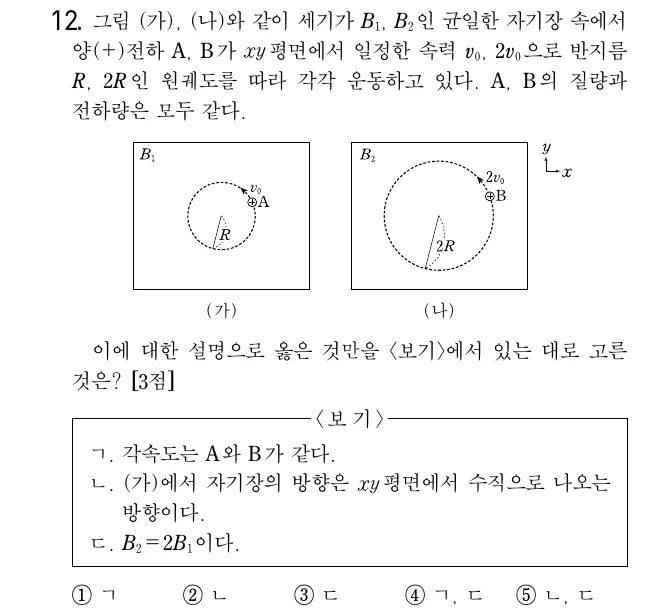 12. 그림 (가), (나)와 같이 세기가 B₁, B₂인 균일한 자기장 속에서
양(+)전하 A, B가 xy평면에서 일정한 속력 v₀, 2v₀으로 반지름
R, 2R인 원궤도를 따라 각각 운동하고 있다. A, B의 질량과
전하량은 모두 같다.
B₁
v₀
⊕A
R
(가)
B₂
2v₀
⊕B
2R
(나)
y
x
이에 대한 설명으로 옳은 것만을 <보기>에서 있는 대로 고른
것은? [3점]
<보 기>
ㄱ. 각속도는 A와 B가 같다.
ㄴ. (가)에서 자기장의 방향은 xy평면에서 수직으로 나오는
방향이다.
ㄷ. B₂=2B₁이다.
① ㄱ ② ㄴ ③ ㄷ ④ ㄱ, ㄷ ⑤ ㄴ, ㄷ